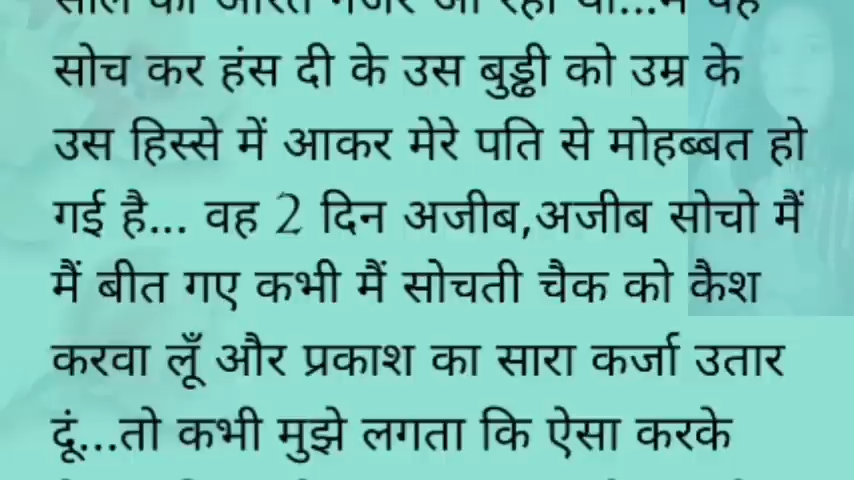 सोच कर हंस दी के उस बुड्ढी को उम्र के
उस हिस्से में आकर मेरे पति से मोहब्बत हो
गई है... वह 2 दिन अजीब,अजीब सोचो मैं
मैं बीत गए कभी मैं सोचती चैक को कैश
करवा लूँ और प्रकाश का सारा कर्जा उतार
दूं...तो कभी मुझे लगता कि ऐसा करके